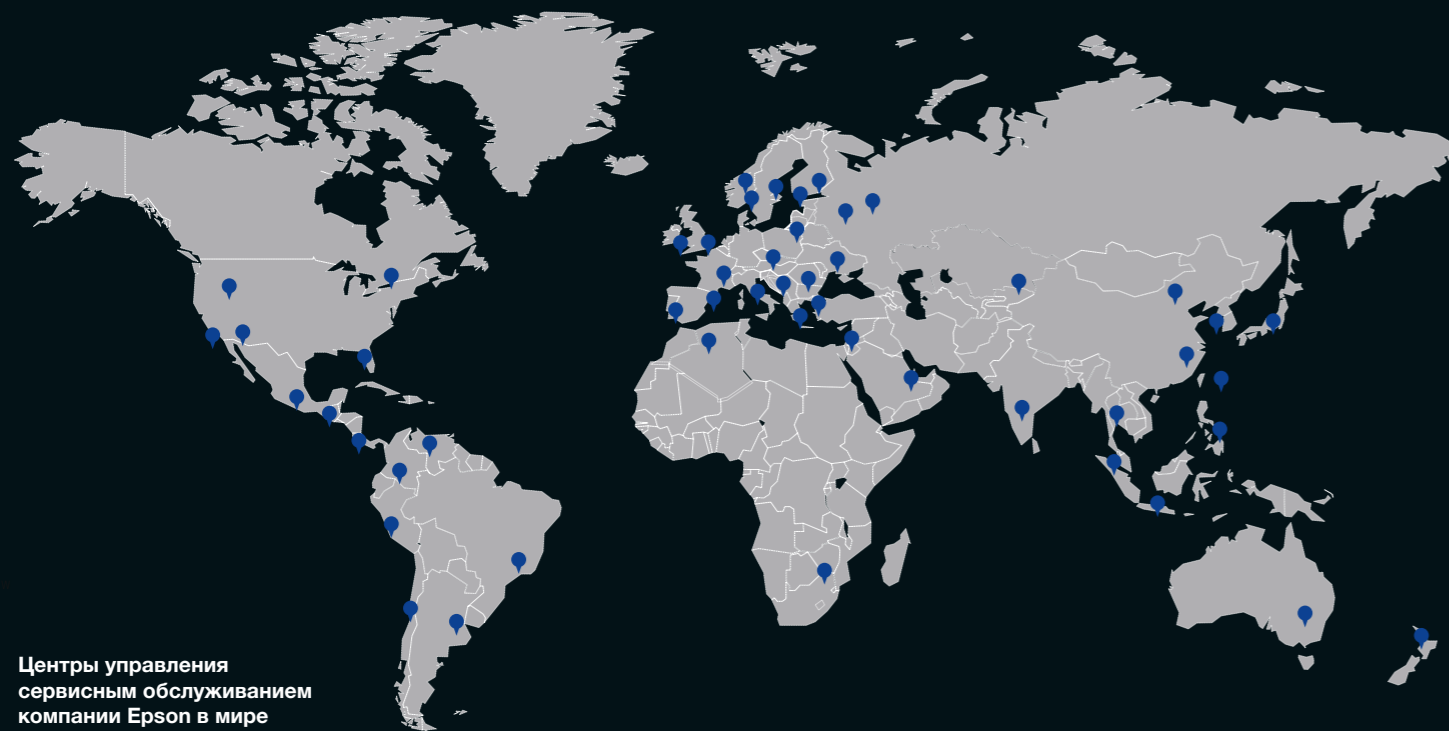 Центры управления
сервисным обслуживанием
компании Epson в мире